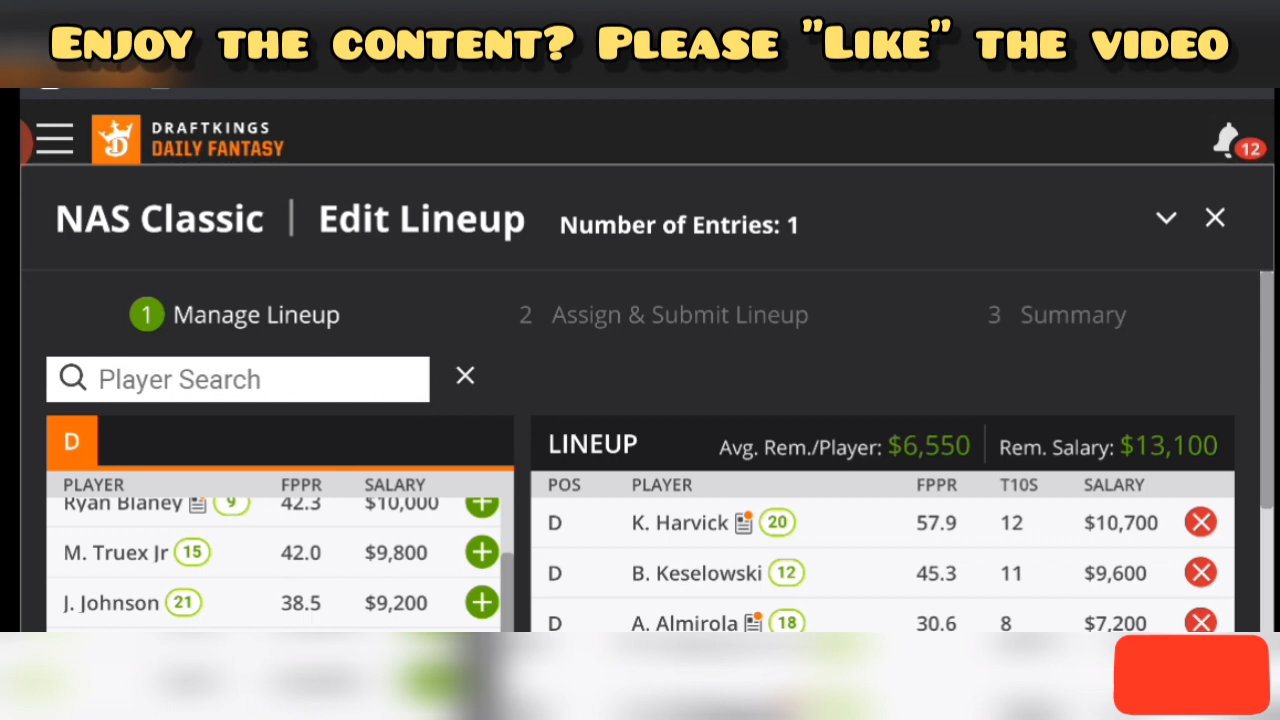 ENJOY THE CONTENT? PLEASE "LIKE" THE VIDEO
DRAFTKINGS
DAILY FANTASY
12
NAS Classic | Edit Lineup Number of Entries: 1
1 Manage Lineup 2 Assign & Submit Lineup 3 Summary
Player Search
D
LINEUP Avg. Rem./Player: $6,550 Rem. Salary: $13,100
PLAYER FPPR SALARY
POS PLAYER FPPR T10S SALARY
Ryan Blaney 9 42.3 $10,000
D K. Harvick 20 57.9 12 $10,700
M. Truex Jr 15 42.0 $9,800
D B. Keselowski 12 45.3 11 $9,600
J. Johnson 21 38.5 $9,200
D A. Almirola 18 30.6 8 $7,200